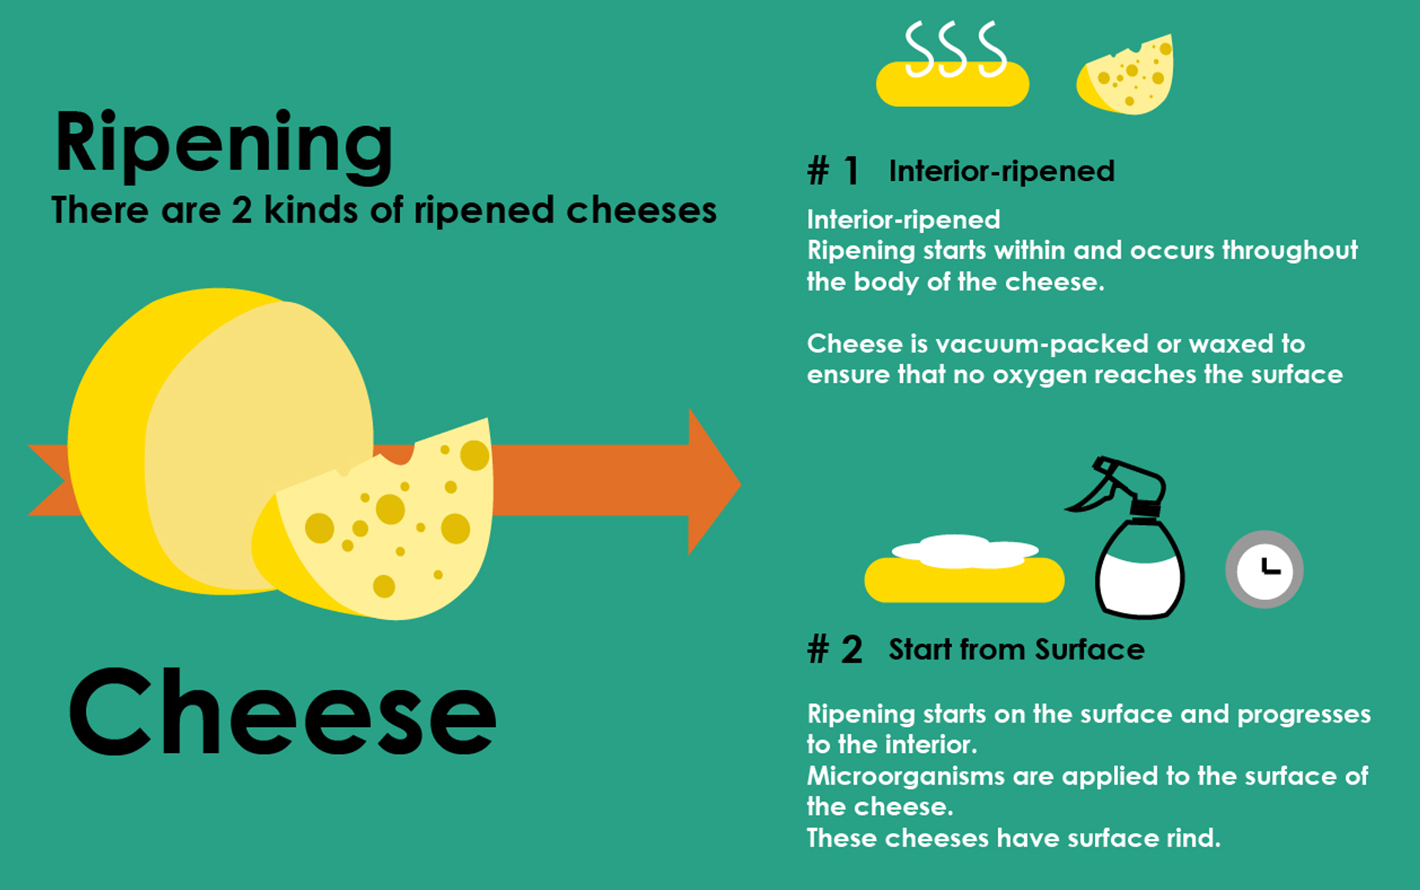 Ripening
There are 2 kinds of ripened cheeses
Cheese
# 1 Interior-ripened
Interior-ripened
Ripening starts within and occurs throughout
the body of the cheese.
Cheese is vacuum-packed or waxed to
ensure that no oxygen reaches the surface
# 2 Start from Surface
Ripening starts on the surface and progresses
to the interior.
Microorganisms are applied to the surface of
the cheese.
These cheeses have surface rind.